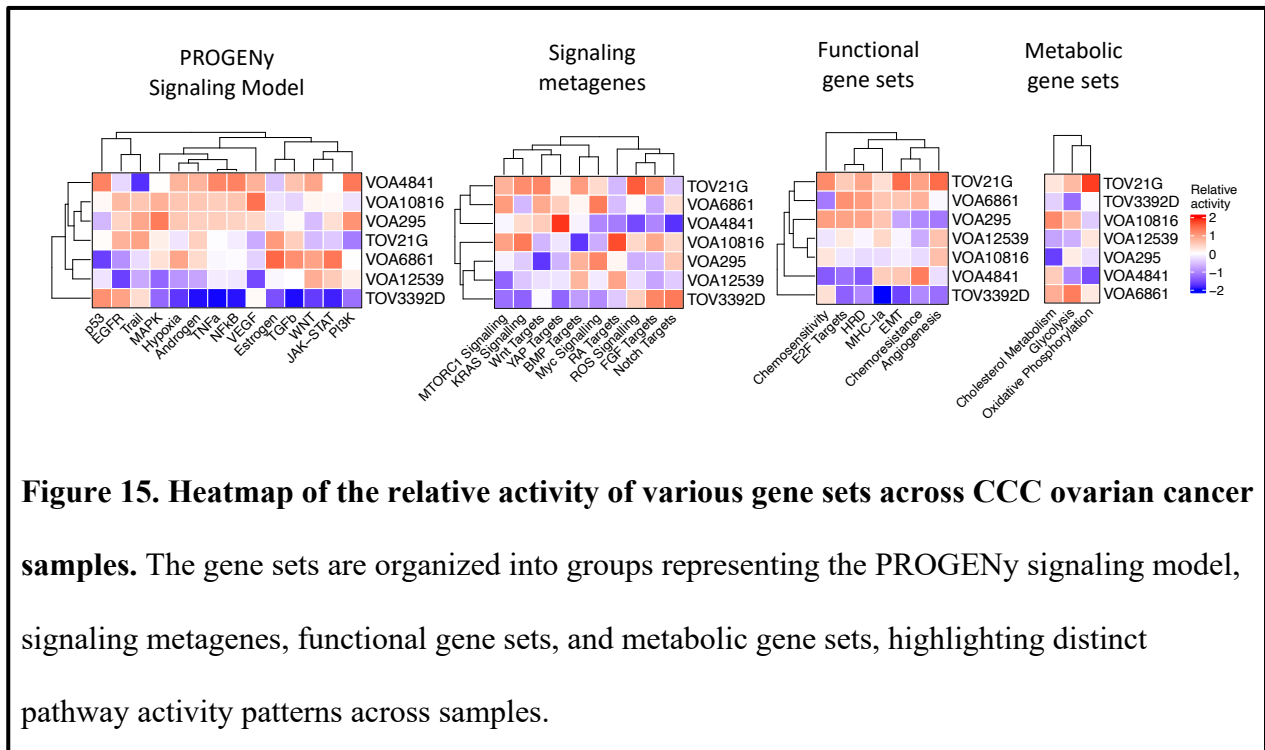 PROGENy
Signaling Model
Signaling
metagenes
Functional
gene sets
Metabolic
gene sets
VOA4841
VOA10816
VOA295
TOV21G
VOA6861
VOA12539
TOV3392D
p53
EGFR
Trail
MAPK
Hypoxia
Androgen
TNFa
NFkB
VEGF
Estrogen
TGFb
WNT
JAK-STAT
PI3K
TOV21G
VOA6861
VOA4841
VOA10816
VOA295
VOA12539
TOV3392D
MTORC1 Signalling
KRAS Signalling
Wnt Targets
YAP Targets
BMP Targets
Myc Signalling
RA Targets
ROS Signalling
FGF Targets
Notch Targets
TOV21G
VOA6861
VOA295
VOA12539
VOA10816
VOA4841
TOV3392D
Chemosensitivity
E2F Targets
HRD
MHC-Ia
EMT
Chemoresistance
Angiogenesis
TOV21G
TOV3392D
VOA10816
VOA12539
VOA295
VOA4841
VOA6861
Cholesterol Metabolism
Glycolysis
Oxidative Phosphorylation
Relative
activity
2
1
0
−1
−2
Figure 15. Heatmap of the relative activity of various gene sets across CCC ovarian cancer
samples. The gene sets are organized into groups representing the PROGENy signaling model,
signaling metagenes, functional gene sets, and metabolic gene sets, highlighting distinct
pathway activity patterns across samples.